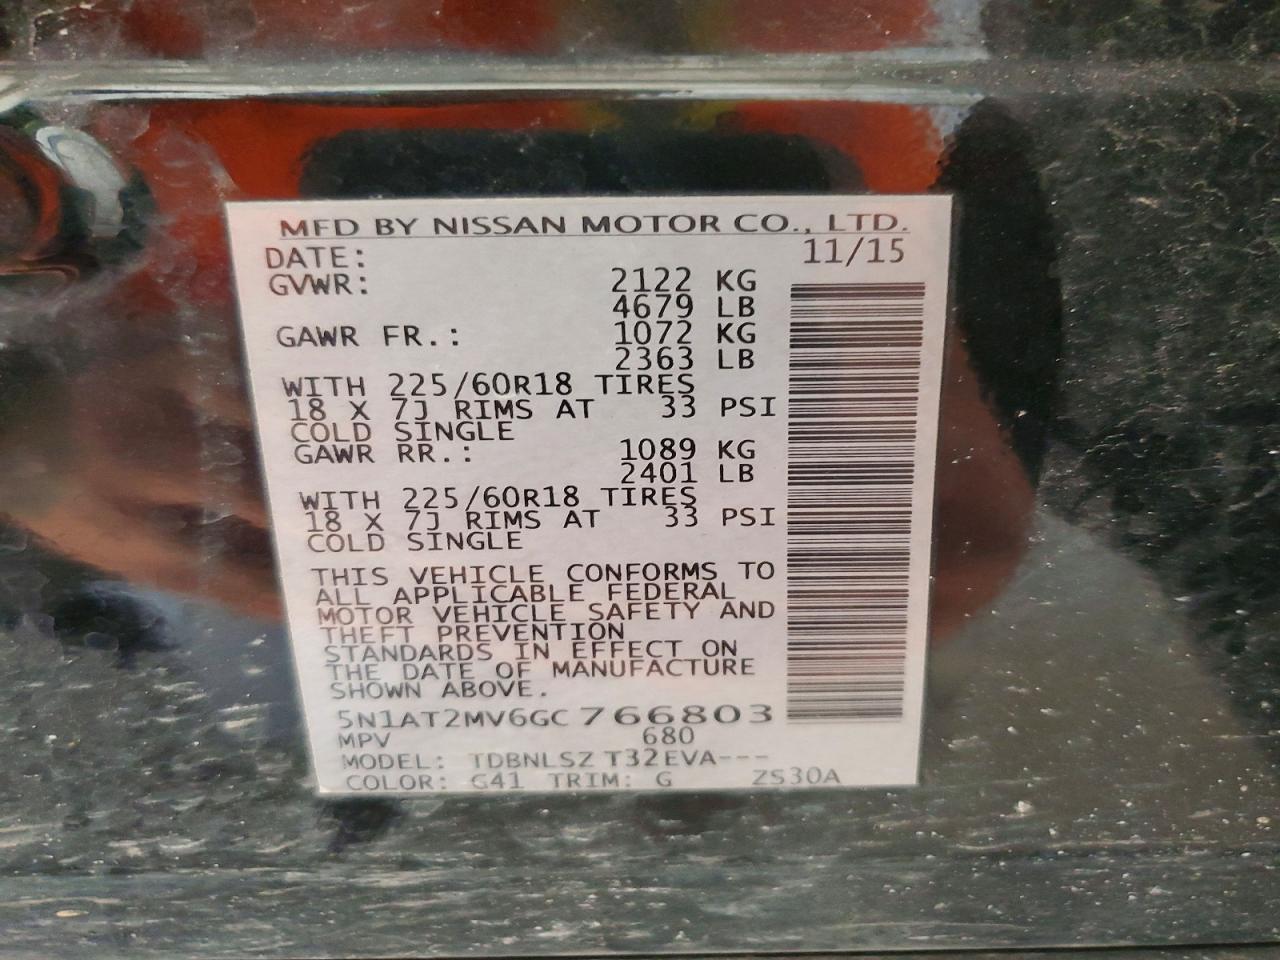 MFD BY NISSAN MOTOR CO., LTD.
DATE: 11/15
GVWR: 2122 KG
4679 LB
GAWR FR.: 1072 KG
2363 LB
WITH 225/60R18 TIRES
18 X 7J RIMS AT 33 PSI
COLD SINGLE
GAWR RR.: 1089 KG
2401 LB
WITH 225/60R18 TIRES
18 X 7J RIMS AT 33 PSI
COLD SINGLE
THIS VEHICLE CONFORMS TO
ALL APPLICABLE FEDERAL
MOTOR VEHICLE SAFETY AND
THEFT PREVENTION
STANDARDS IN EFFECT ON
THE DATE OF MANUFACTURE
SHOWN ABOVE.
5N1AT2MV6GC766803
MPV 680
MODEL: TDBNLSZ T32EVA---
COLOR: G41 TRIM: G ZS30A